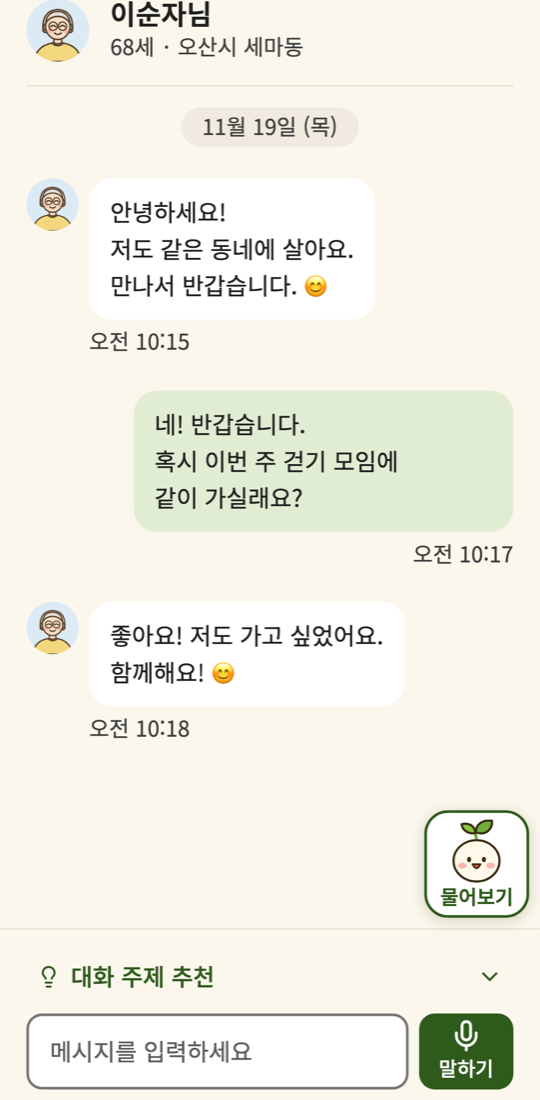 이순자님
68세 · 오산시 세마동
11월 19일 (목)
안녕하세요!
저도 같은 동네에 살아요.
만나서 반갑습니다. 😊
오전 10:15
네! 반갑습니다.
혹시 이번 주 걷기 모임에
같이 가실래요?
오전 10:17
좋아요! 저도 가고 싶었어요.
함께해요! 😊
오전 10:18
물어보기
대화 주제 추천
메시지를 입력하세요
말하기